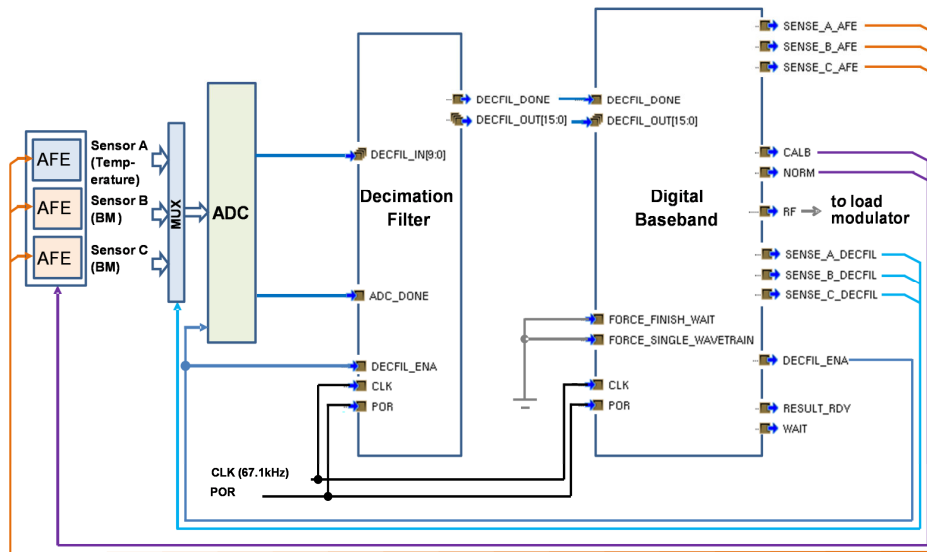 AFE
AFE
AFE
Sensor A
(Temp-
erature)
Sensor B
(BM)
Sensor C
(BM)
MUX
ADC
DECFIL_IN[9:0]
ADC_DONE
DECFIL_ENA
CLK
POR
Decimation
Filter
DECFIL_DONE
DECFIL_OUT[15:0]
DECFIL_DONE
DECFIL_OUT[15:0]
Digital
Baseband
FORCE_FINISH_WAIT
FORCE_SINGLE_WAVETRAIN
CLK
POR
SENSE_A_AFE
SENSE_B_AFE
SENSE_C_AFE
CALB
NORM
RF
to load
modulator
SENSE_A_DECFIL
SENSE_B_DECFIL
SENSE_C_DECFIL
DECFIL_ENA
RESULT_RDY
WAIT
CLK (67.1kHz)
POR